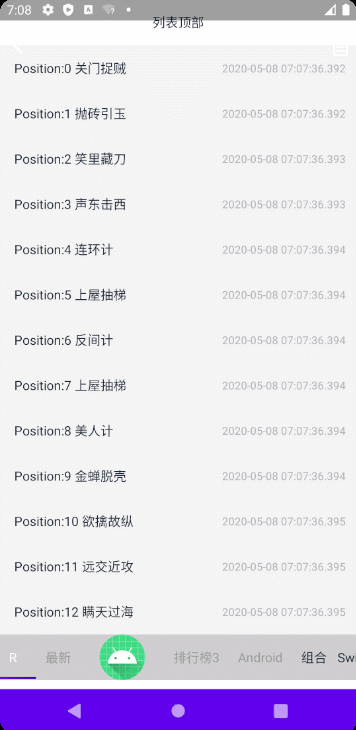 7:08
列表顶部
Position:0 关门捉贼 2020-05-08 07:07:36.392
Position:1 抛砖引玉 2020-05-08 07:07:36.392
Position:2 笑里藏刀 2020-05-08 07:07:36.393
Position:3 声东击西 2020-05-08 07:07:36.393
Position:4 连环计 2020-05-08 07:07:36.394
Position:5 上屋抽梯 2020-05-08 07:07:36.394
Position:6 反间计 2020-05-08 07:07:36.394
Position:7 上屋抽梯 2020-05-08 07:07:36.394
Position:8 美人计 2020-05-08 07:07:36.394
Position:9 金蝉脱壳 2020-05-08 07:07:36.394
Position:10 欲擒故纵 2020-05-08 07:07:36.395
Position:11 远交近攻 2020-05-08 07:07:36.395
Position:12 瞒天过海 2020-05-08 07:07:36.395
R 最新 排行榜3 Android 组合 Swi